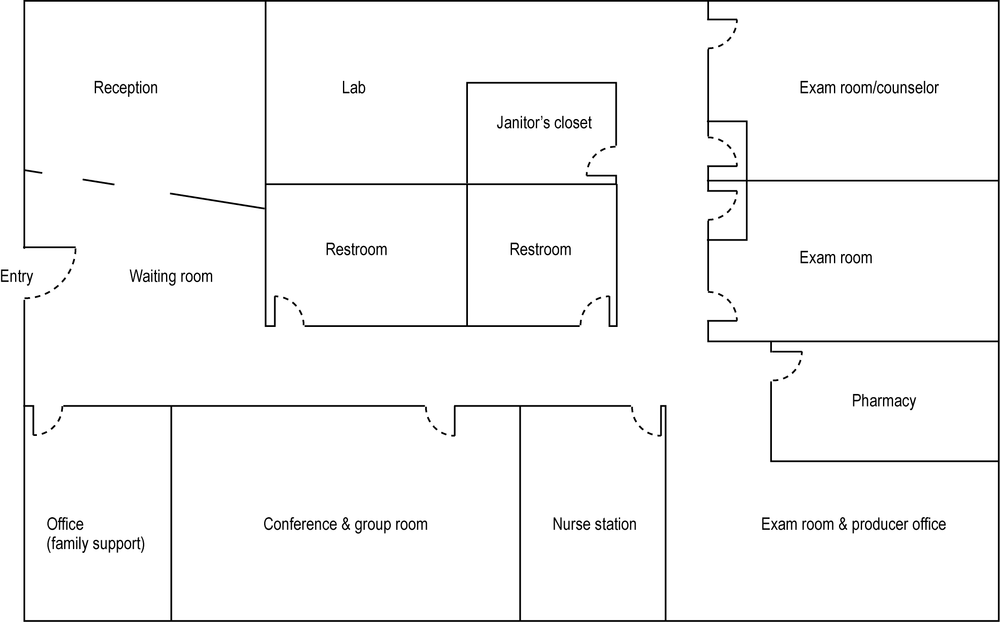 Reception
Lab
Exam room/counselor
Janitor’s closet
Restroom
Restroom
Exam room
Entry
Waiting room
Pharmacy
Office
(family support)
Conference & group room
Nurse station
Exam room & producer office